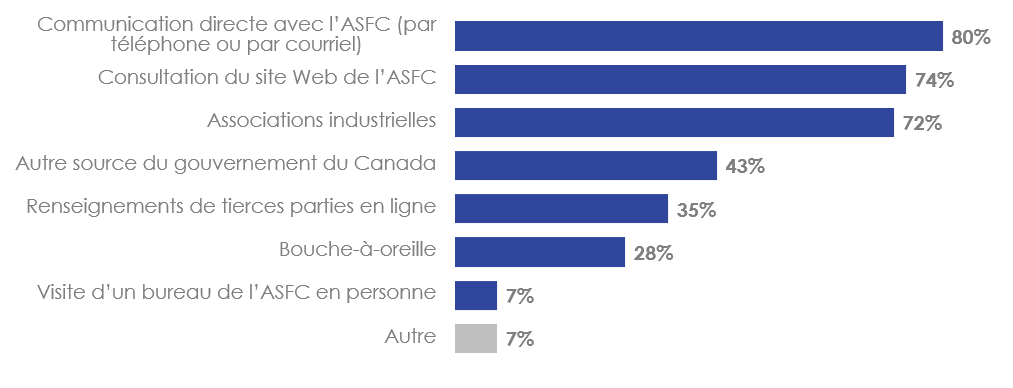 Communication directe avec l’ASFC (par
téléphone ou par courriel)
80%
Consultation du site Web de l’ASFC
74%
Associations industrielles
72%
Autre source du gouvernement du Canada
43%
Renseignements de tierces parties en ligne
35%
Bouche-à-oreille
28%
Visite d’un bureau de l’ASFC en personne
7%
Autre
7%